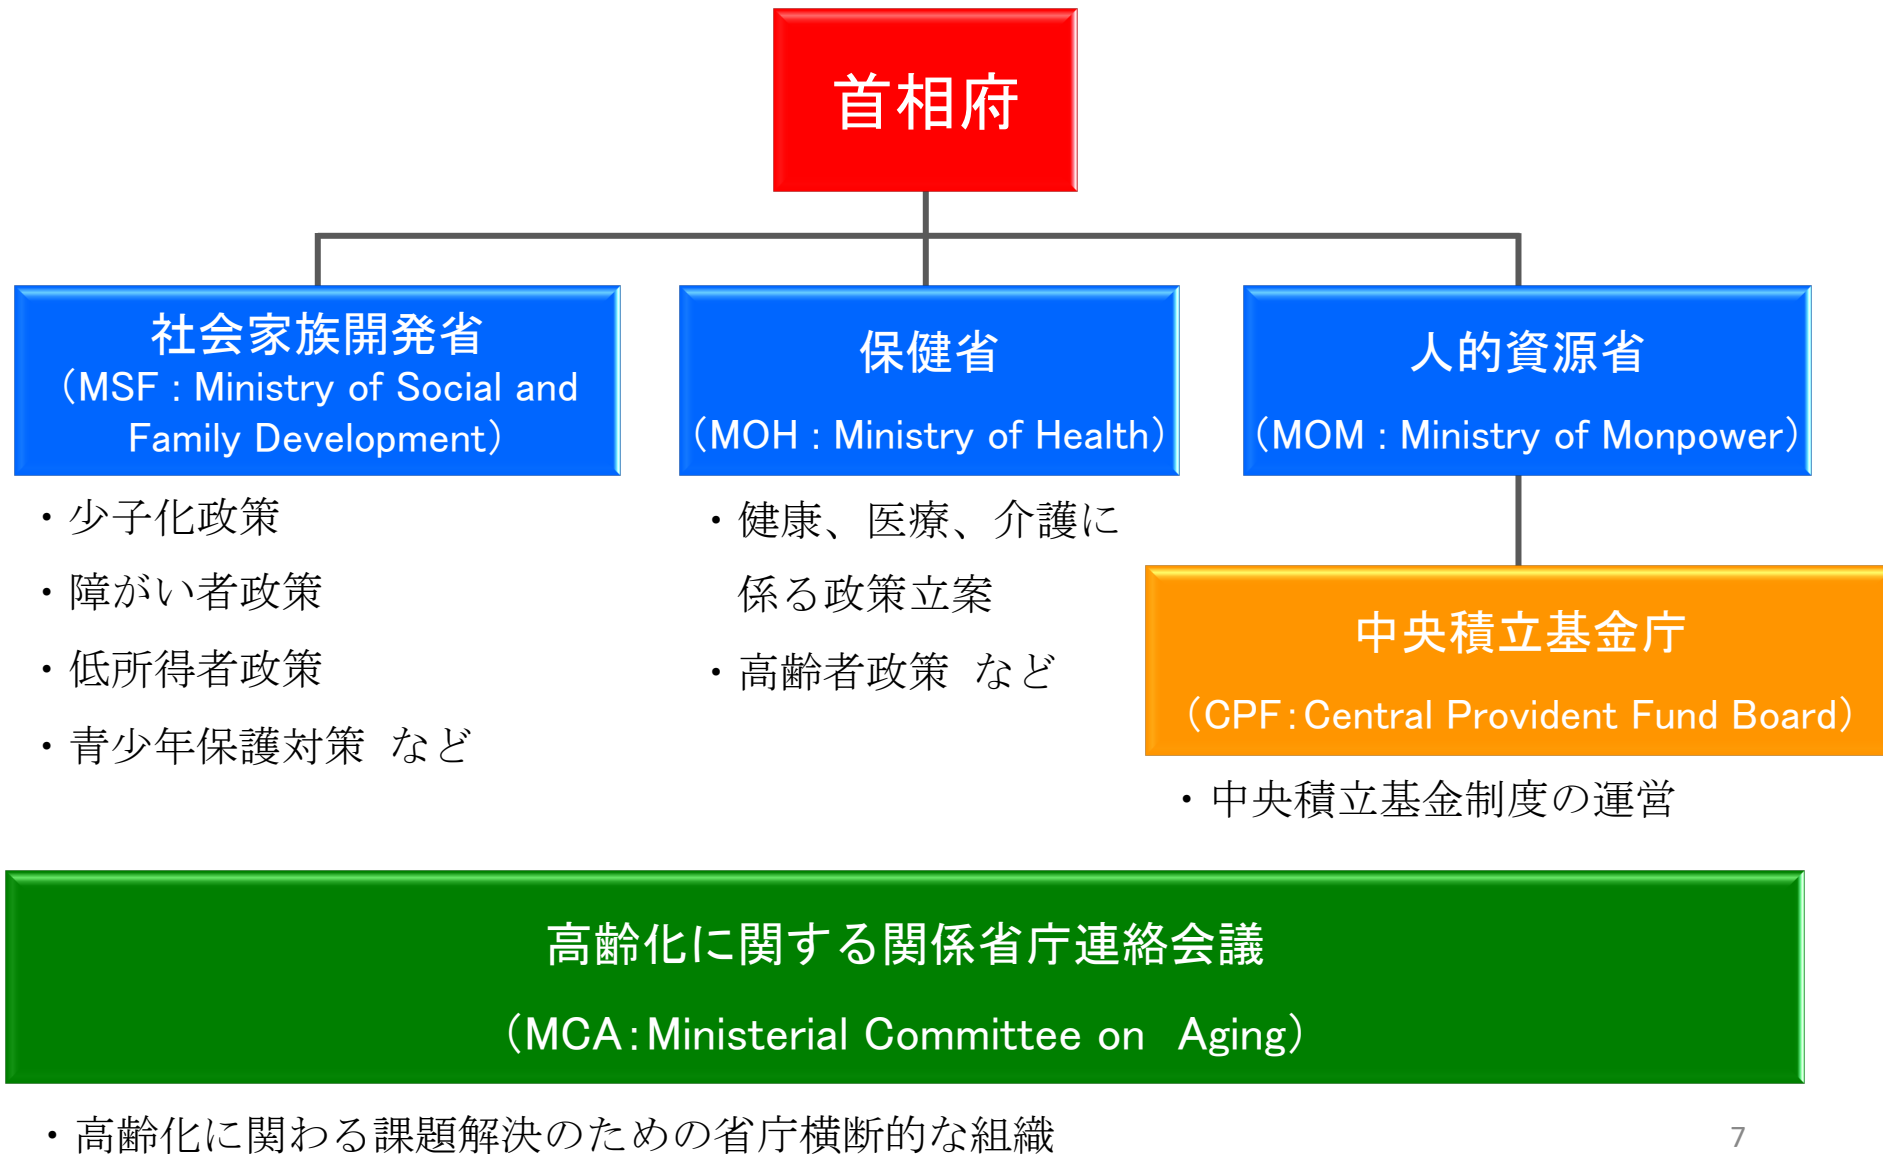 首相府
社会家族開発省
（MSF : Ministry of Social and
Family Development）
・少子化政策
・障がい者政策
・低所得者政策
・青少年保護対策 など
保健省
（MOH : Ministry of Health）
・健康、医療、介護に
係る政策立案
・高齢者政策 など
人的資源省
（MOM : Ministry of Monpower）
中央積立基金庁
（CPF：Central Provident Fund Board）
・中央積立基金制度の運営
高齢化に関する関係省庁連絡会議
（MCA：Ministerial Committee on Aging）
・高齢化に関わる課題解決のための省庁横断的な組織
7